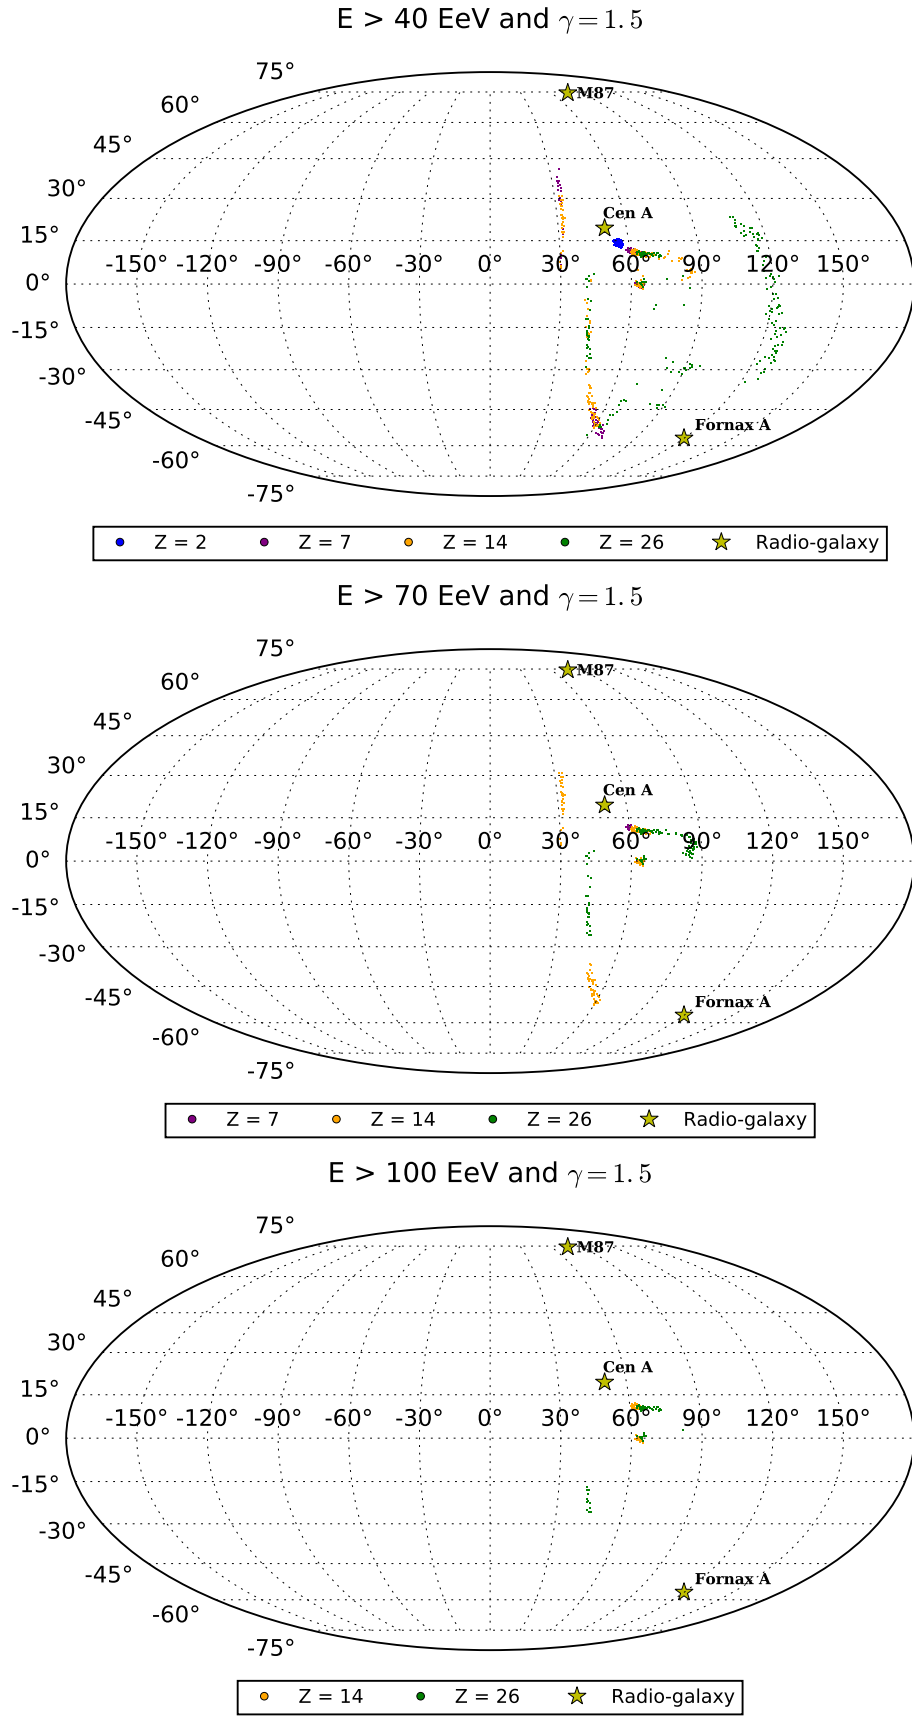 E > 40 EeV and γ = 1.5
75°
M87
60°
45°
30°
Cen A
15°
-150° -120° -90° -60° -30° 0° 30° 60° 90° 120° 150°
0°
-15°
-30°
-45°
Fornax A
-60°
-75°
Z = 2 Z = 7 Z = 14 Z = 26 Radio-galaxy
E > 70 EeV and γ = 1.5
75°
M87
60°
45°
30°
Cen A
15°
-150° -120° -90° -60° -30° 0° 30° 60° 90° 120° 150°
0°
-15°
-30°
-45°
Fornax A
-60°
-75°
Z = 7 Z = 14 Z = 26 Radio-galaxy
E > 100 EeV and γ = 1.5
75°
M87
60°
45°
30°
Cen A
15°
-150° -120° -90° -60° -30° 0° 30° 60° 90° 120° 150°
0°
-15°
-30°
-45°
Fornax A
-60°
-75°
Z = 14 Z = 26 Radio-galaxy